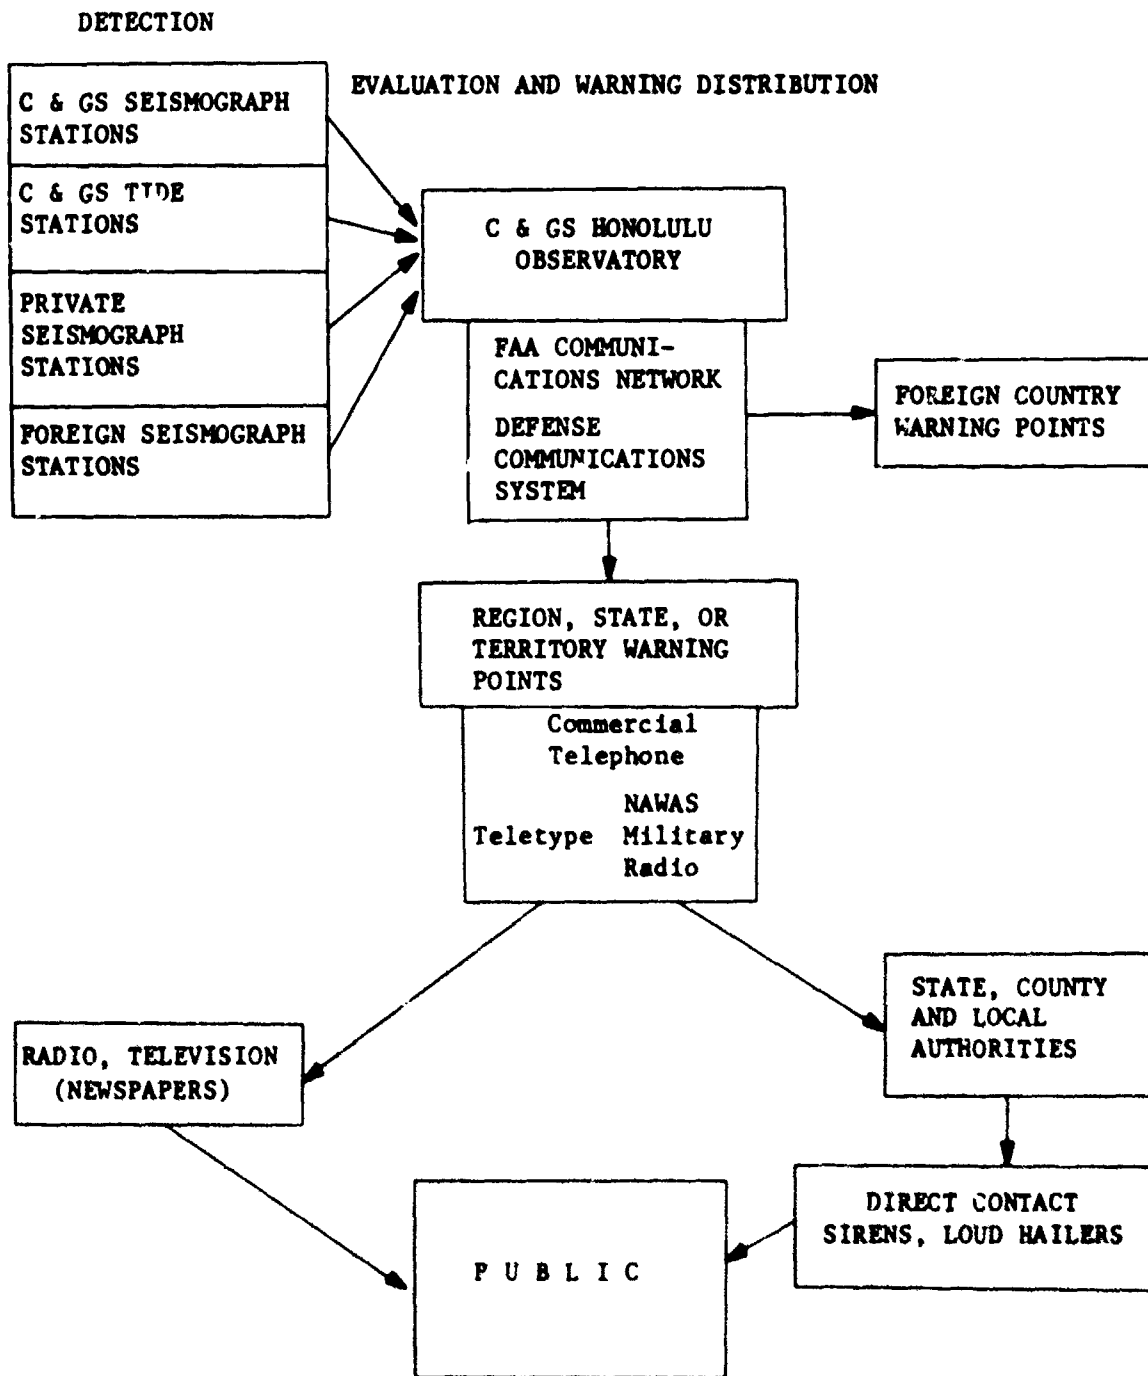 DETECTION
EVALUATION AND WARNING DISTRIBUTION
C & GS SEISMOGRAPH
STATIONS
C & GS TIDE
STATIONS
PRIVATE
SEISMOGRAPH
STATIONS
FOREIGN SEISMOGRAPH
STATIONS
C & GS HONOLULU
OBSERVATORY
FAA COMMUNI-
CATIONS NETWORK
DEFENSE
COMMUNICATIONS
SYSTEM
FOREIGN COUNTRY
WARNING POINTS
REGION, STATE, OR
TERRITORY WARNING
POINTS
Commercial
Telephone
NAWAS
Teletype Military
Radio
STATE, COUNTY
AND LOCAL
AUTHORITIES
RADIO, TELEVISION
(NEWSPAPERS)
DIRECT CONTACT
SIRENS, LOUD HAILERS
P U B L I C